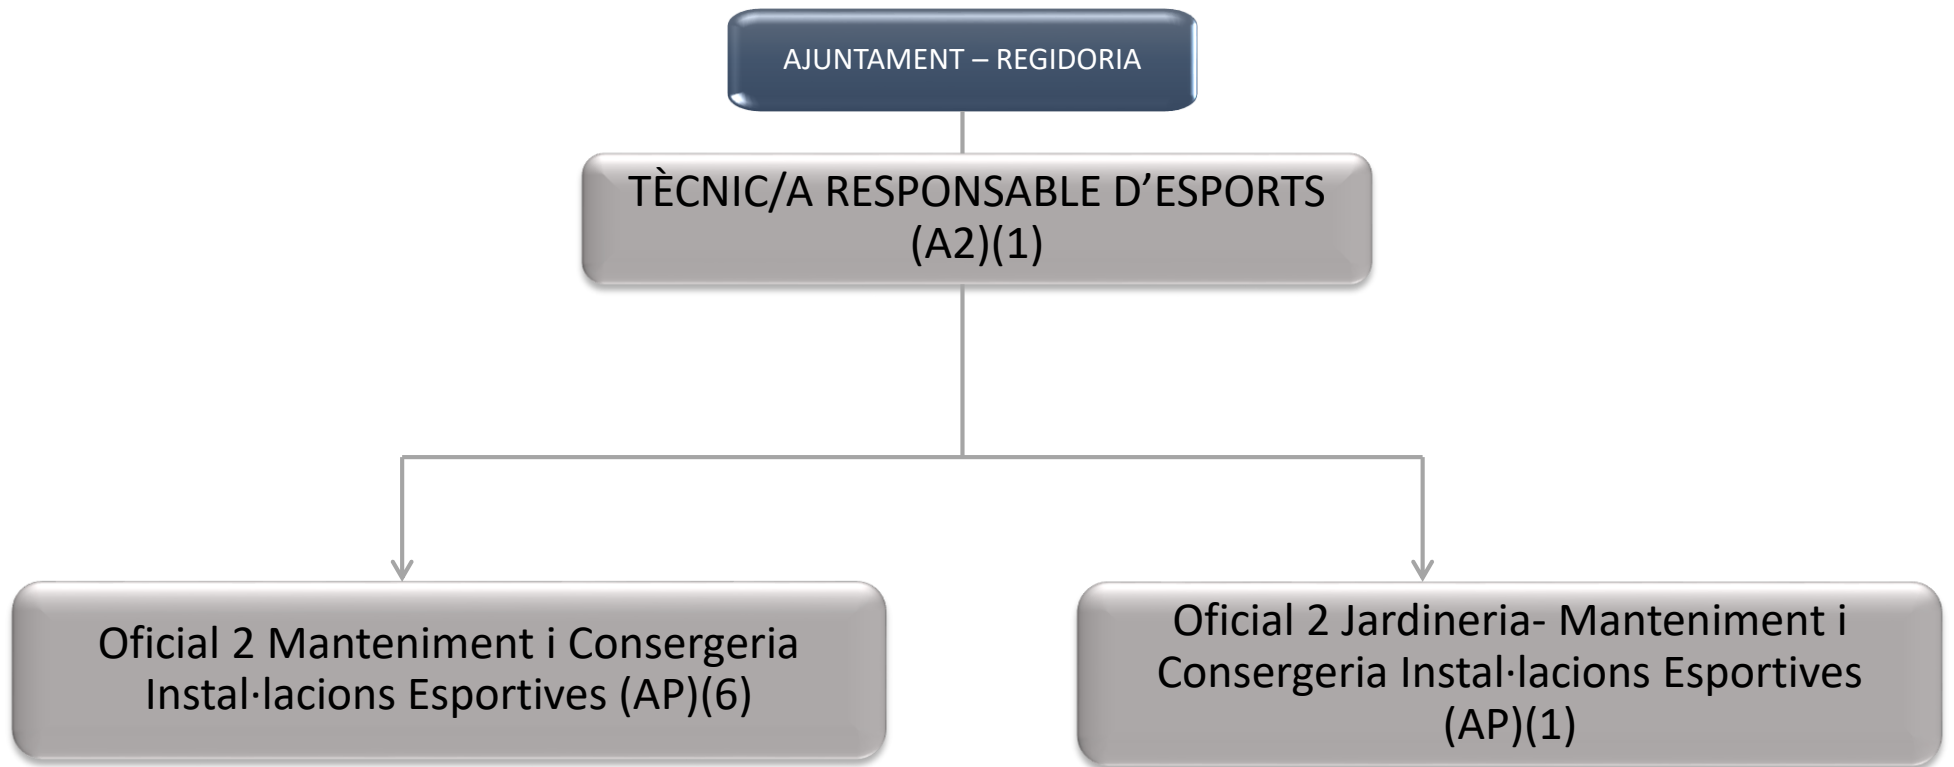 AJUNTAMENT – REGIDORIA
TÈCNIC/A RESPONSABLE D’ESPORTS
(A2)(1)
Oficial 2 Manteniment i Consergeria
Instal·lacions Esportives (AP)(6)
Oficial 2 Jardineria- Manteniment i
Consergeria Instal·lacions Esportives
(AP)(1)